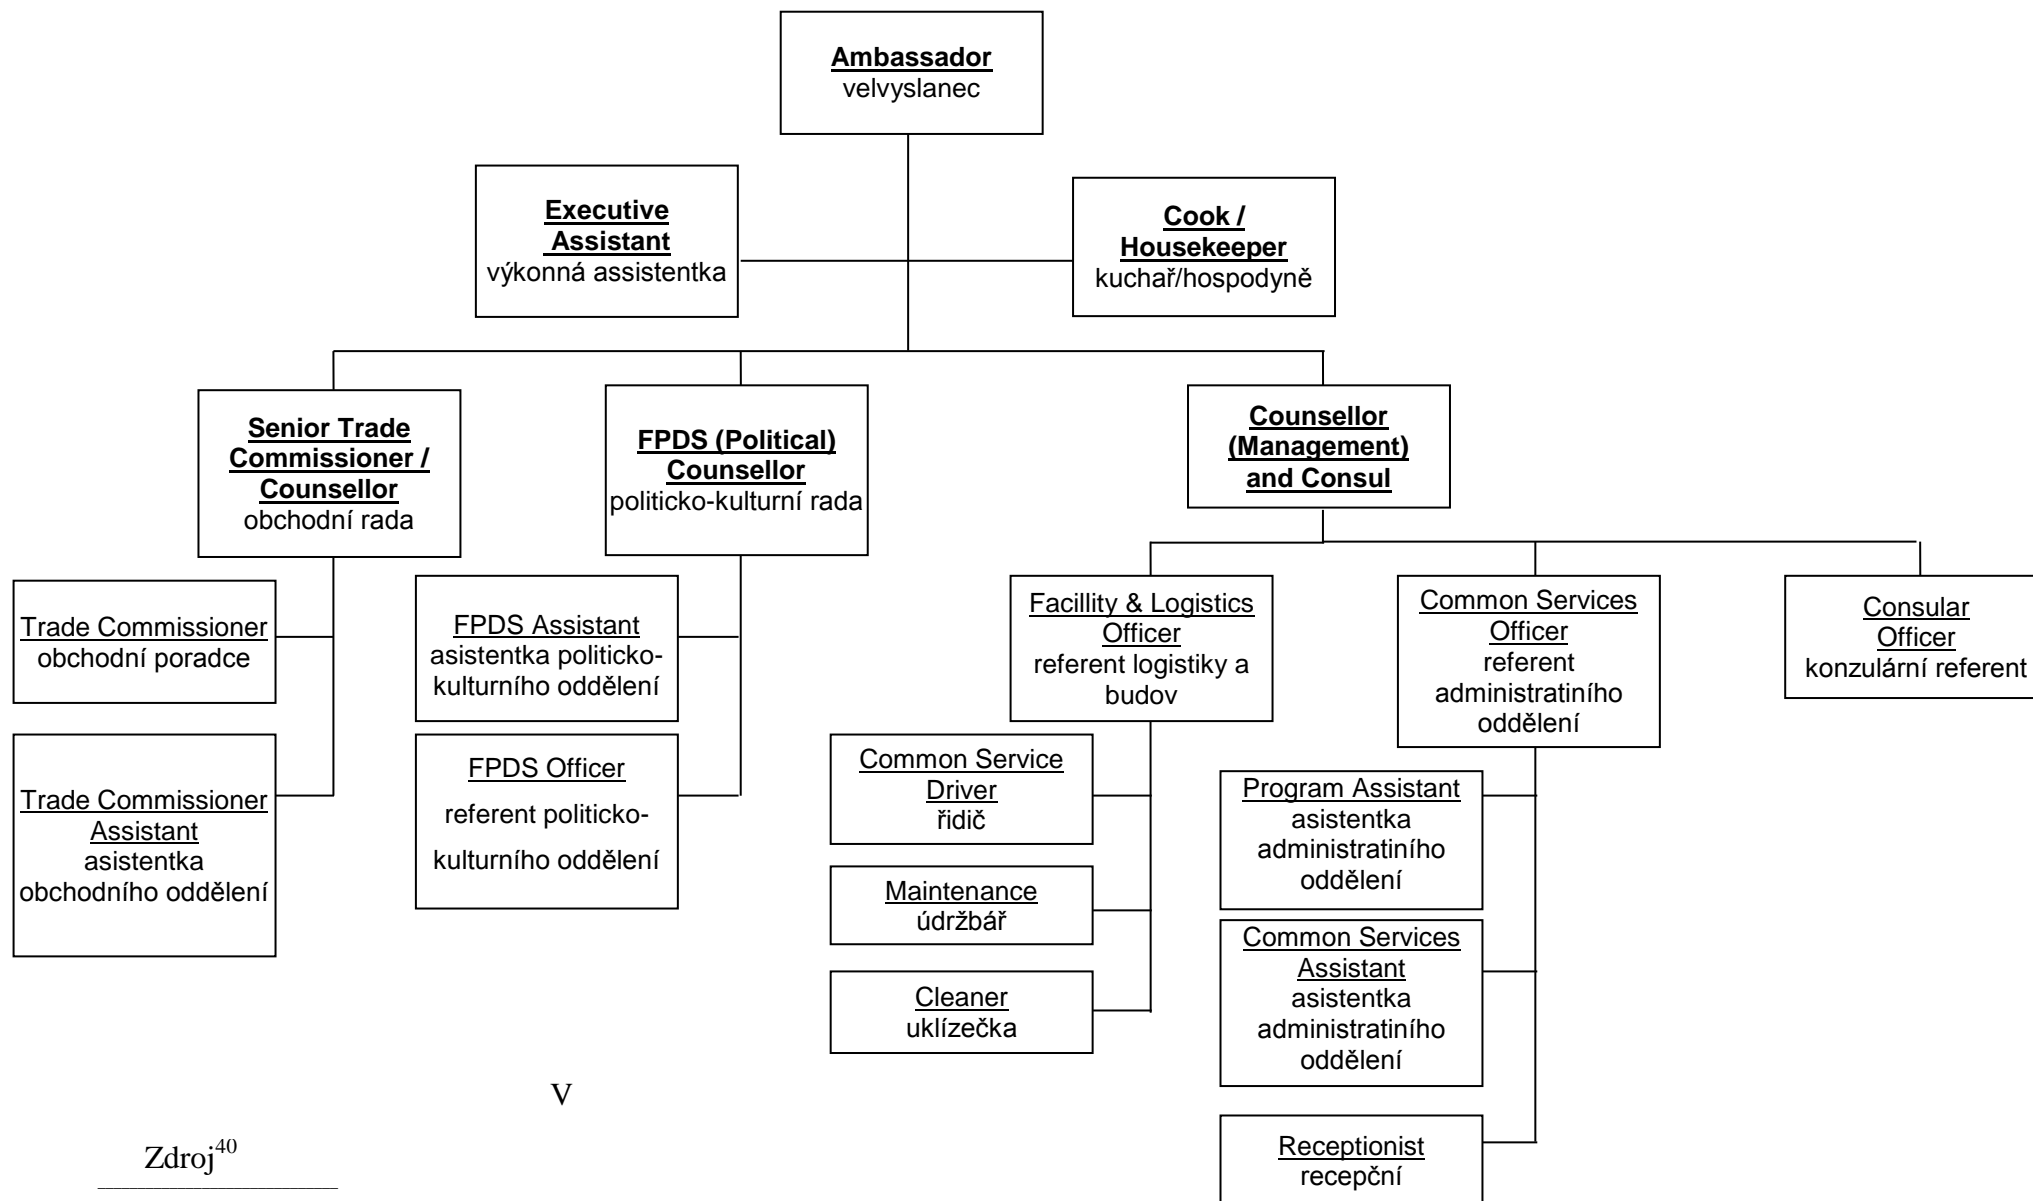 Ambassador
velvyslanec
Executive
Assistant
výkonná assistentka
Cook /
Housekeeper
kuchař/hospodyně
Senior Trade
Commissioner /
Counsellor
obchodní rada
FPDS (Political)
Counsellor
politicko-kulturní rada
Counsellor
(Management)
and Consul
Trade Commissioner
obchodní poradce
Trade Commissioner
Assistant
asistentka
obchodního oddělení
FPDS Assistant
asistentka politicko-
kulturního oddělení
FPDS Officer
referent politicko-
kulturního oddělení
Facillity & Logistics
Officer
referent logistiky a
budov
Common Service
Driver
řidič
Maintenance
údržbář
Cleaner
uklízečka
Common Services
Officer
referent
administratiního
oddělení
Program Assistant
asistentka
administratiního
oddělení
Common Services
Assistant
asistentka
administratiního
oddělení
Receptionist
recepční
Consular
Officer
konzulární referent
V
Zdroj40